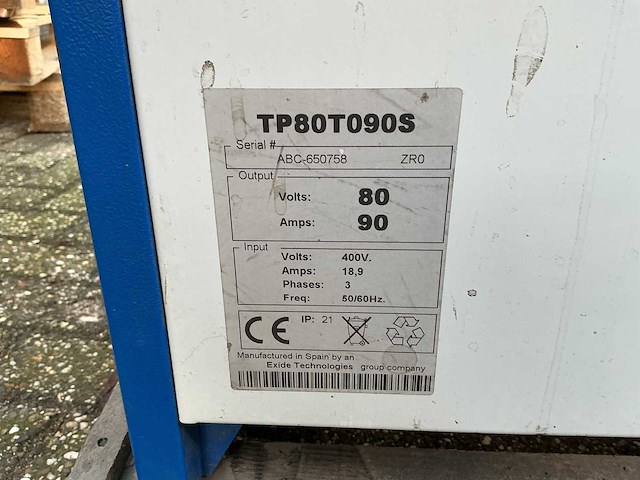 TP80T090S
Serial #
ABC-650758 ZR0
Output
Volts: 80
Amps: 90
Input
Volts: 400V.
Amps: 18,9
Phases: 3
Freq: 50/60Hz.
CE IP: 21
Manufactured in Spain by an
Exide Technologies group company